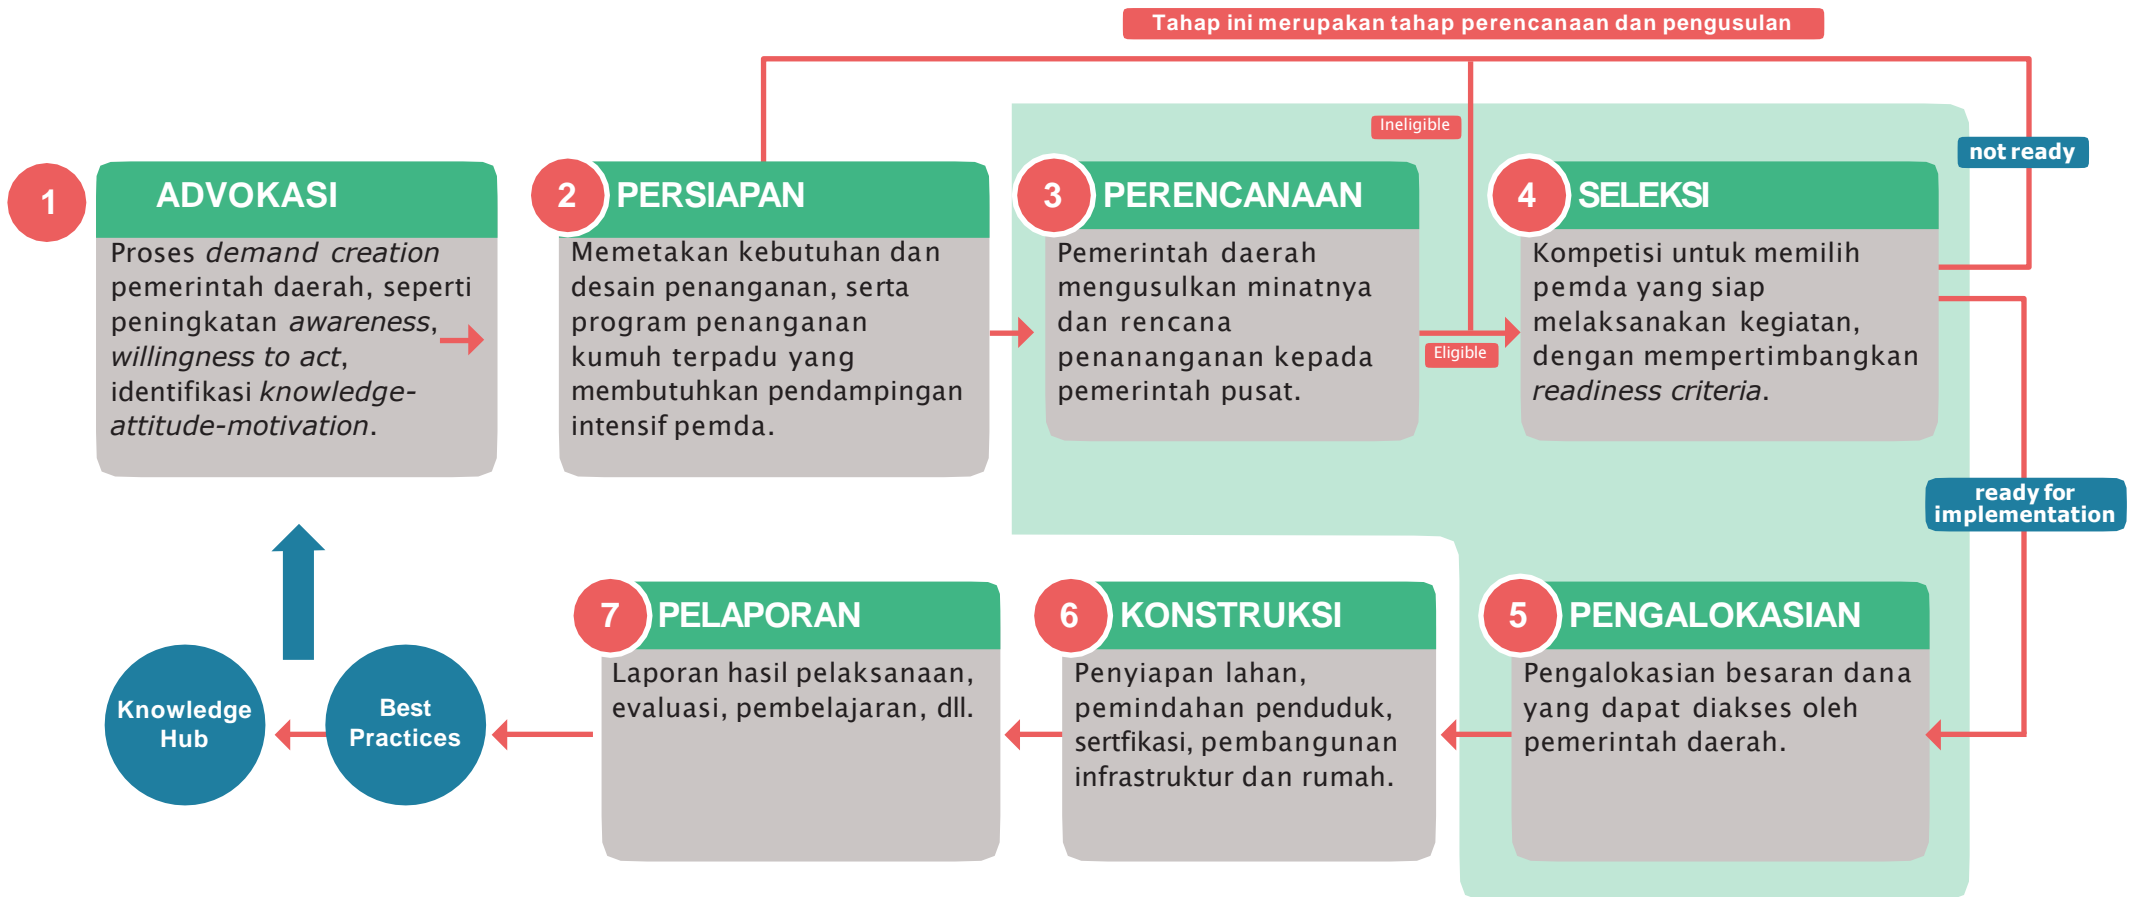 Tahap ini merupakan tahap perencanaan dan pengusulan
Ineligible
not ready
1
ADVOKASI
Proses demand creation
pemerintah daerah, seperti
peningkatan awareness,
willingness to act,
identifikasi knowledge-
attitude-motivation.
2
PERSIAPAN
Memetakan kebutuhan dan
desain penanganan, serta
program penanganan
kumuh terpadu yang
membutuhkan pendampingan
intensif pemda.
3
PERENCANAAN
Pemerintah daerah
mengusulkan minatnya
dan rencana
penananganan kepada
pemerintah pusat.
Eligible
4
SELEKSI
Kompetisi untuk memilih
pemda yang siap
melaksanakan kegiatan,
dengan mempertimbangkan
readiness criteria.
ready for
implementation
5
PENGALOKASIAN
Pengalokasian besaran dana
yang dapat diakses oleh
pemerintah daerah.
6
KONSTRUKSI
Penyiapan lahan,
pemindahan penduduk,
sertfikasi, pembangunan
infrastruktur dan rumah.
7
PELAPORAN
Laporan hasil pelaksanaan,
evaluasi, pembelajaran, dll.
Best
Practices
Knowledge
Hub